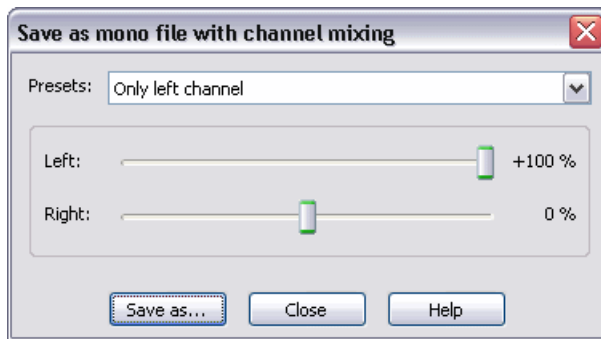 Save as mono file with channel mixing
Presets: Only left channel
Left: +100 %
Right: 0 %
Save as... Close Help